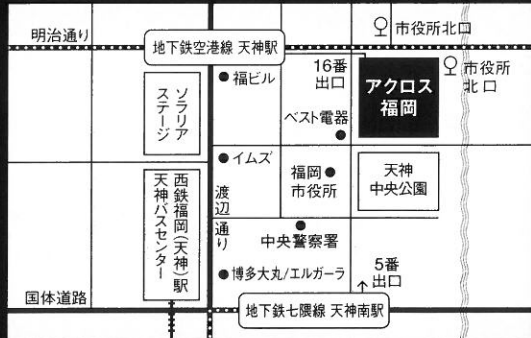 市役所北口
明治通り
地下鉄空港線 天神駅
16番
出口
アクロス
福岡
市役所
北口
ソラリア
ステージ
福ビル
ベスト電器
イムズ
福岡
市役所
天神
中央公園
渡辺
通り
西鉄福岡(天神)駅
天神バスセンター
中央警察署
博多大丸/エルガーラ
5番
出口
国体道路
地下鉄七隈線 天神南駅